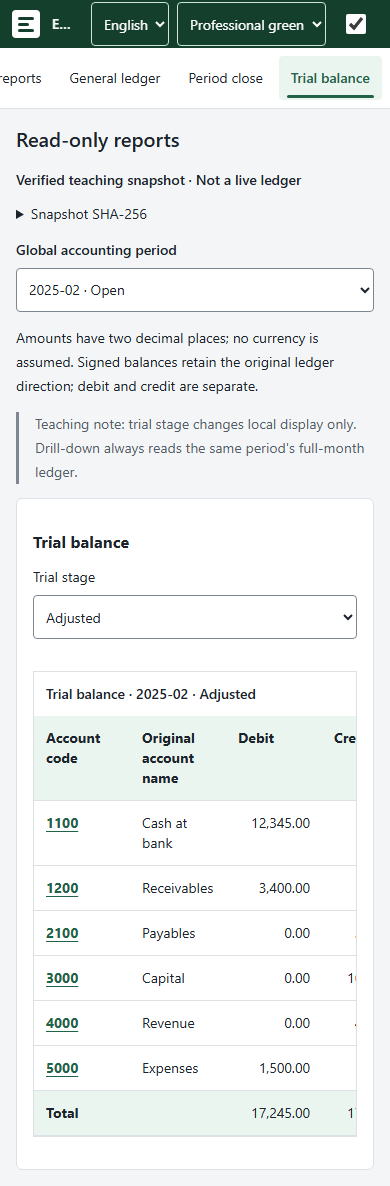 E...
English
Professional green
reports
General ledger
Period close
Trial balance
Read-only reports
Verified teaching snapshot · Not a live ledger
Snapshot SHA-256
Global accounting period
2025-02 · Open
Amounts have two decimal places; no currency is
assumed. Signed balances retain the original ledger
direction; debit and credit are separate.
Teaching note: trial stage changes local display only.
Drill-down always reads the same period's full-month
ledger.
Trial balance
Trial stage
Adjusted
Trial balance · 2025-02 · Adjusted
Account code Original account name Debit Cre
1100 Cash at bank 12,345.00
1200 Receivables 3,400.00
2100 Payables 0.00
3000 Capital 0.00
4000 Revenue 0.00
5000 Expenses 1,500.00
Total 17,245.00